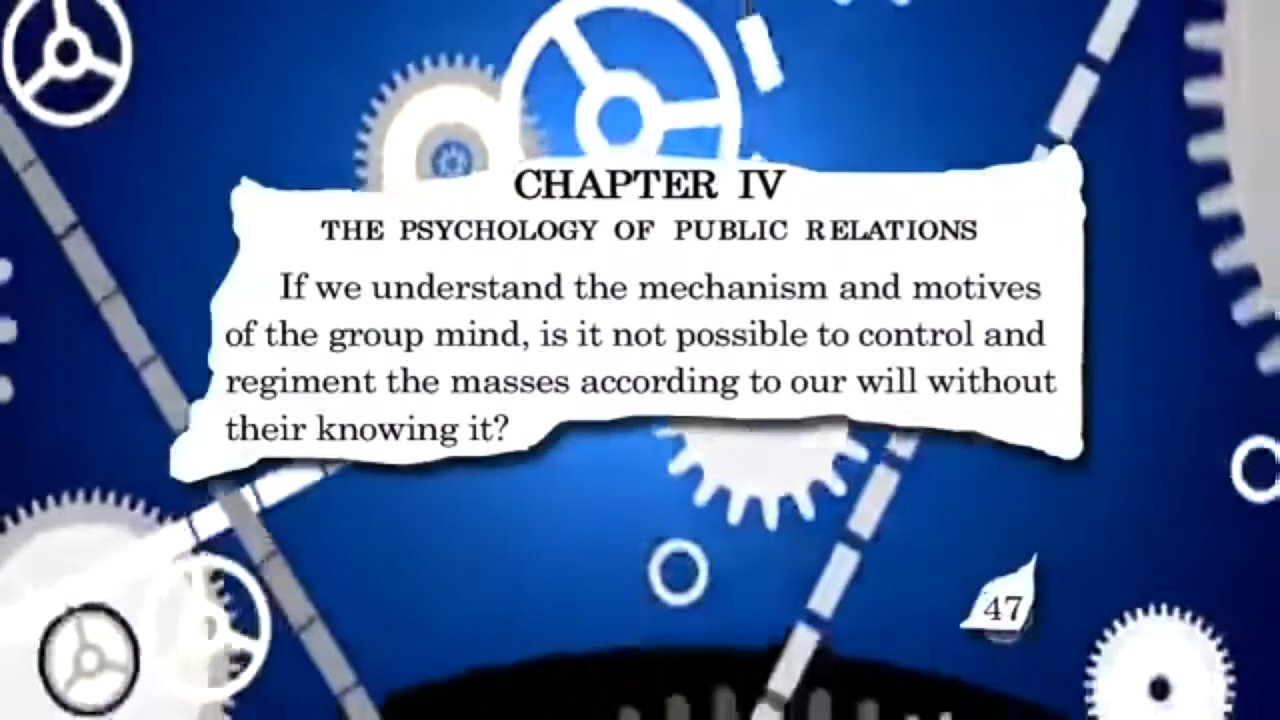 CHAPTER IV
THE PSYCHOLOGY OF PUBLIC RELATIONS
If we understand the mechanism and motives
of the group mind, is it not possible to control and
regiment the masses according to our will without
their knowing it?
47